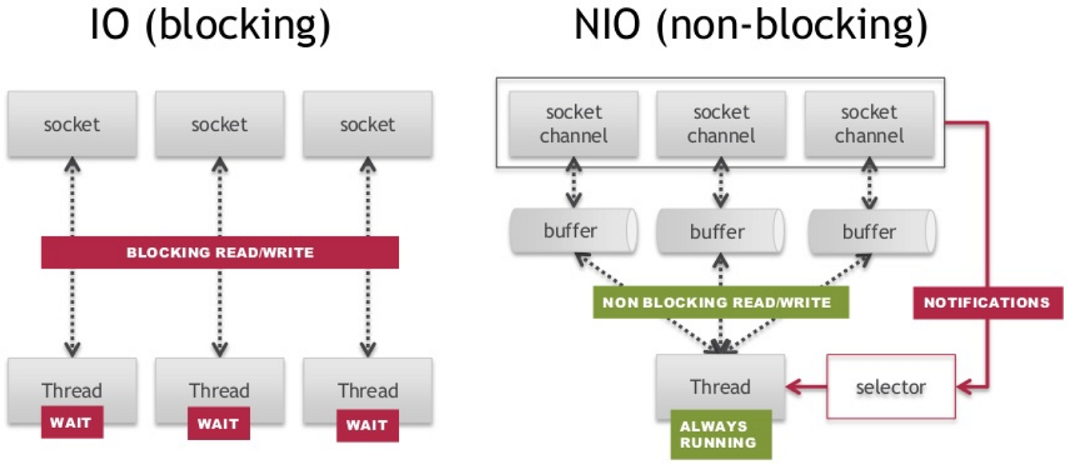 IO (blocking)
socket
socket
socket
BLOCKING READ/WRITE
Thread
WAIT
Thread
WAIT
Thread
WAIT
NIO (non-blocking)
socket
channel
socket
channel
socket
channel
buffer
buffer
buffer
NON BLOCKING READ/WRITE
NOTIFICATIONS
Thread
ALWAYS
RUNNING
selector